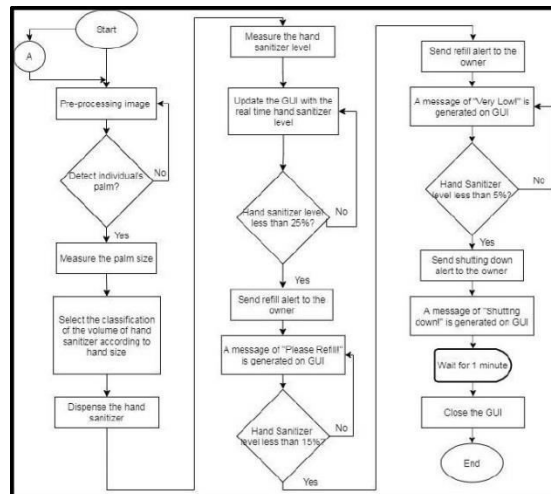 Start
A
Pre-processing image
Detect individual's
palm?
No
Yes
Measure the palm size
Select the classification
of the volume of hand
sanitizer according to
hand size
Dispense the hand
sanitizer
Measure the hand
sanitizer level
Update the GUI with the
real time hand sanitizer
level
Hand sanitizer level
less than 25%?
No
Yes
Send refill alert to the
owner
A message of "Please Refill!"
is generated on GUI
Hand Sanitizer
level less than 15%?
No
Yes
Send refill alert to the
owner
A message of "Very Low!" is
generated on GUI
Hand Sanitizer
level less than 5%?
No
Yes
Send shutting down
alert to the owner
A message of "Shutting
down!" is generated on GUI
Wait for 1 minute
Close the GUI
End